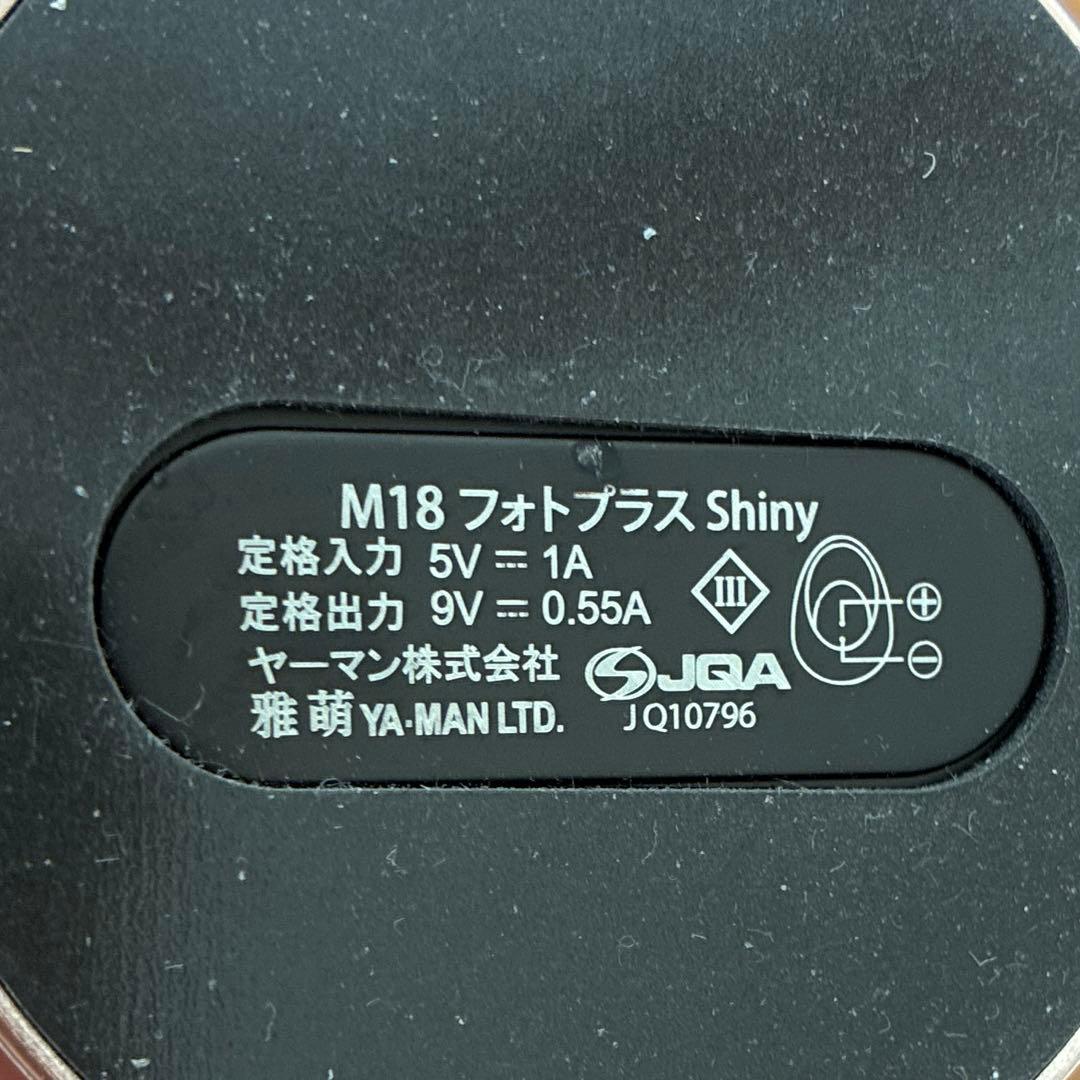 M18 フォトプラス Shiny
定格入力 5V ⎓ 1A
定格出力 9V ⎓ 0.55A
III
ヤーマン株式会社
雅萌 YA-MAN LTD.
JQA
JQ10796